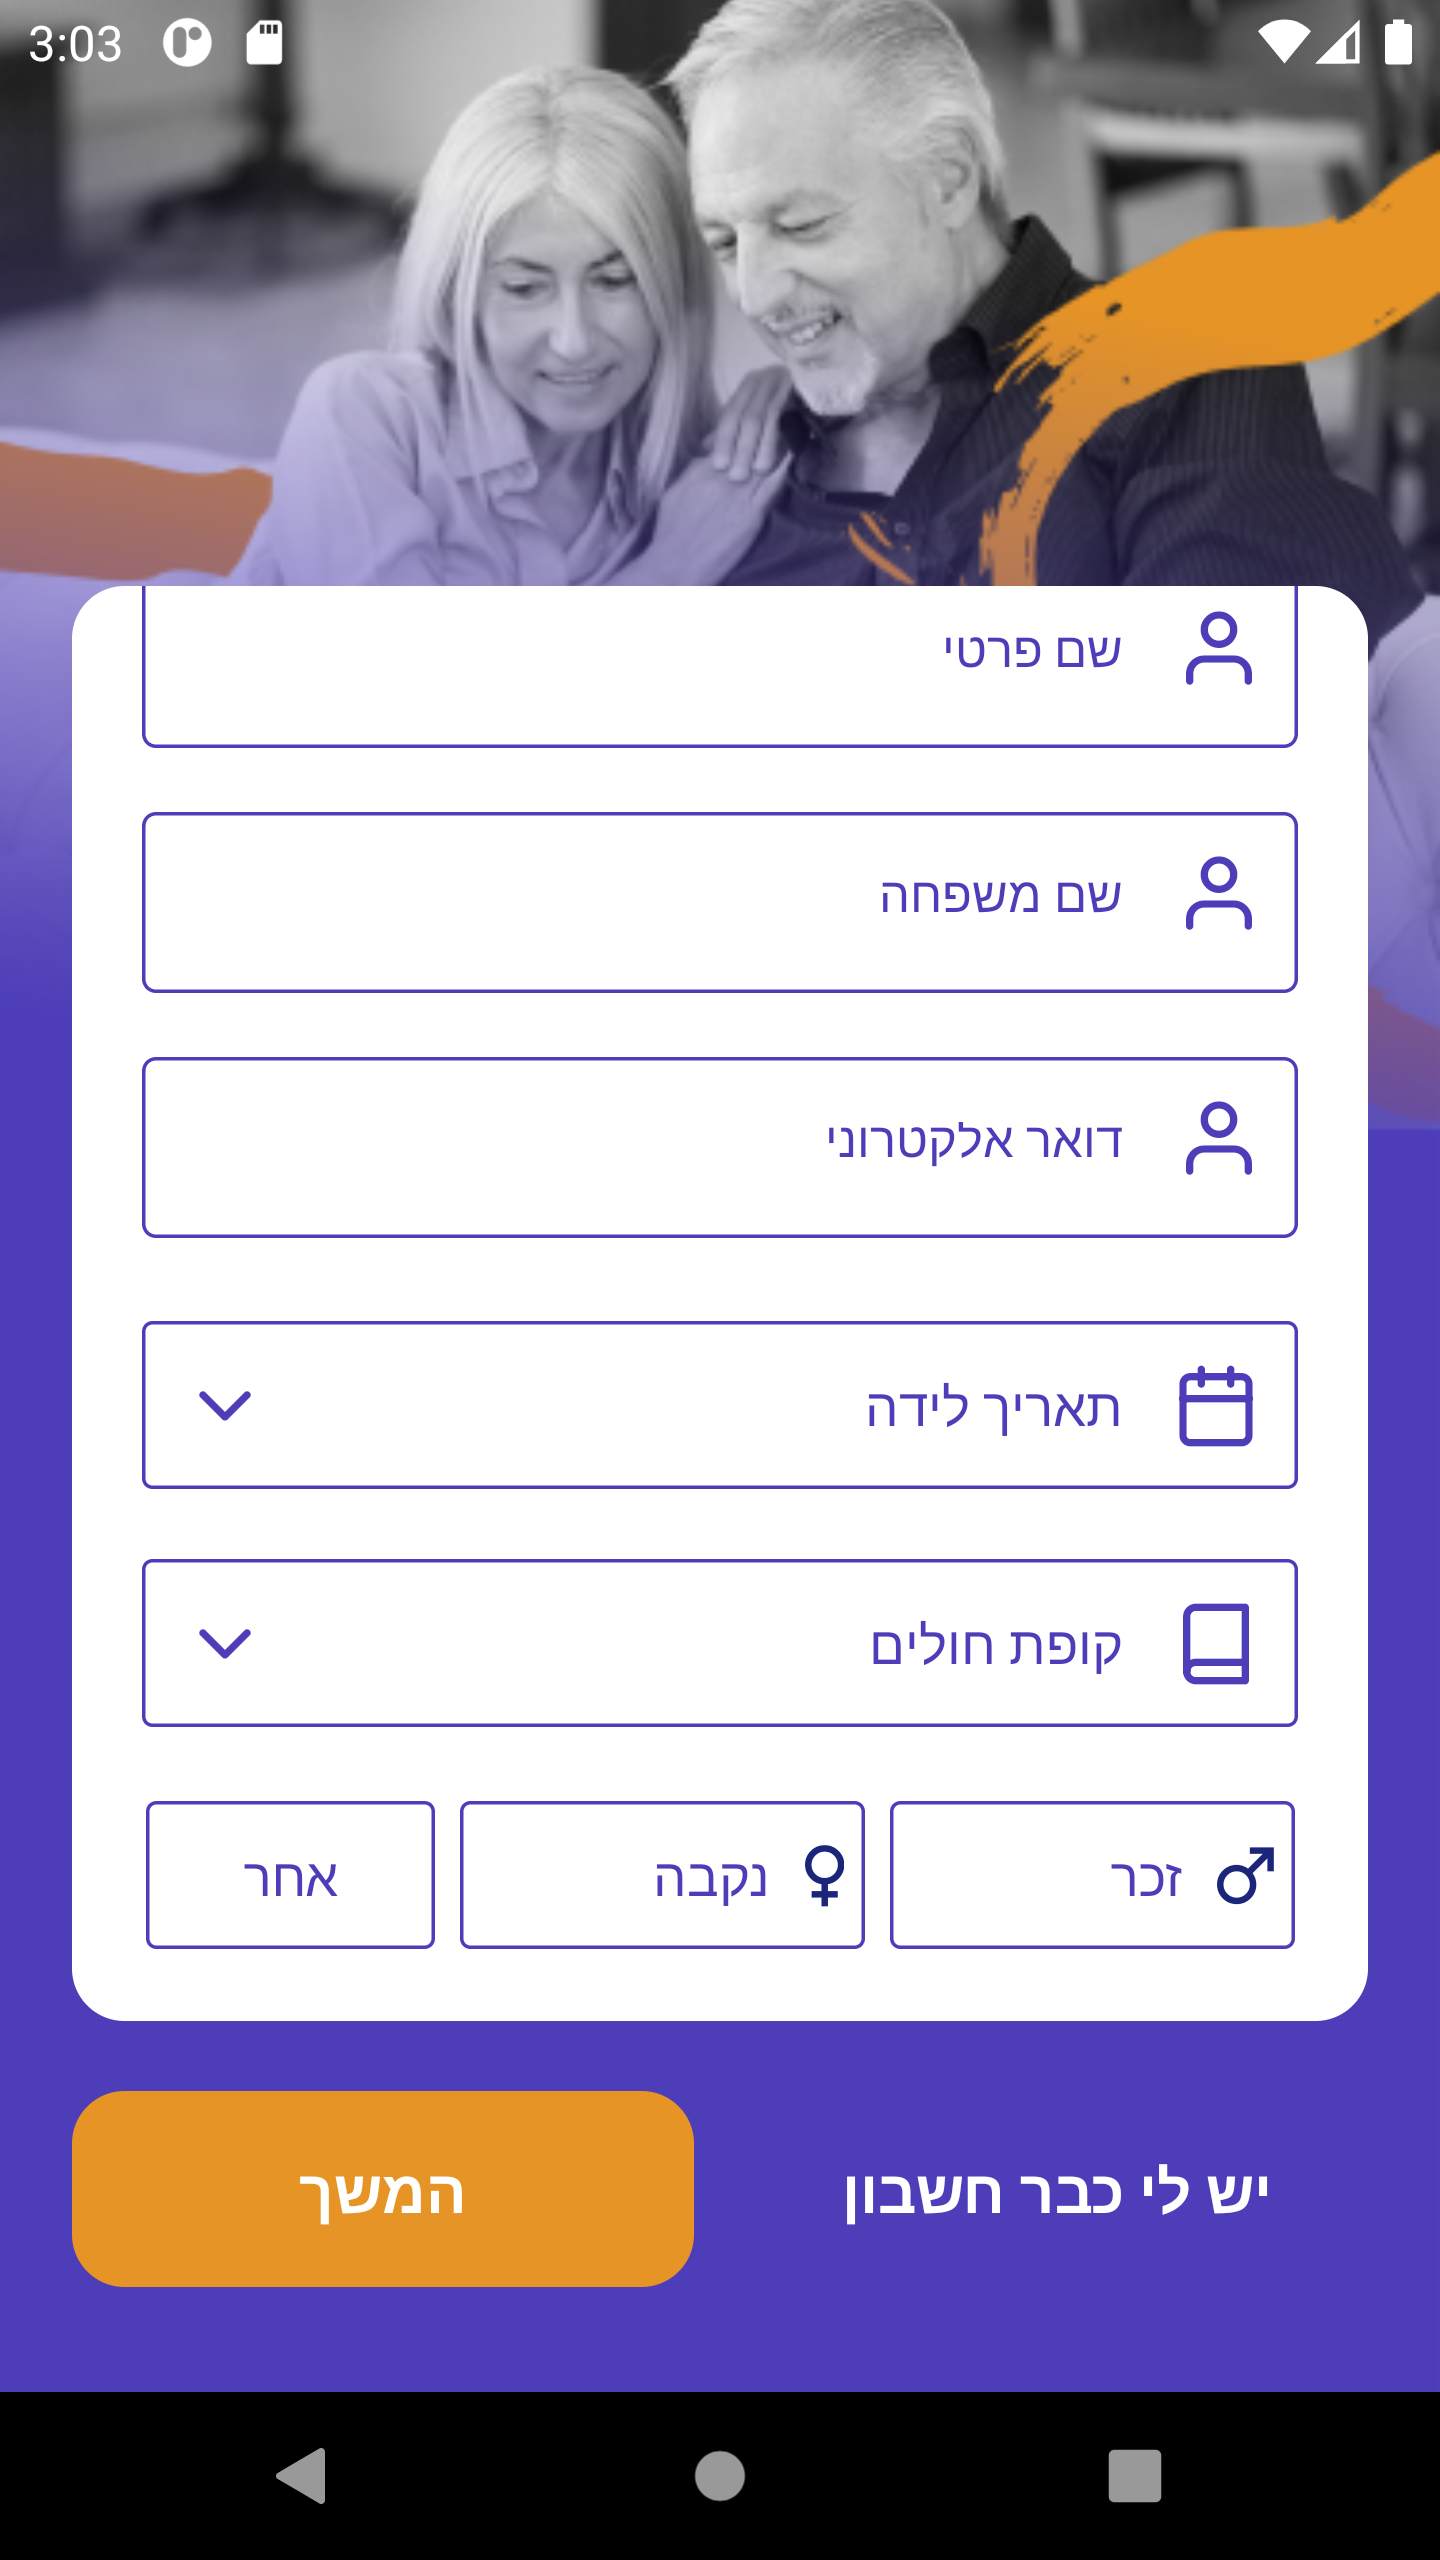 3:03
שם פרטי
שם משפחה
דואר אלקטרוני
תאריך לידה
קופת חולים
זכר
נקבה
אחר
יש לי כבר חשבון
המשך